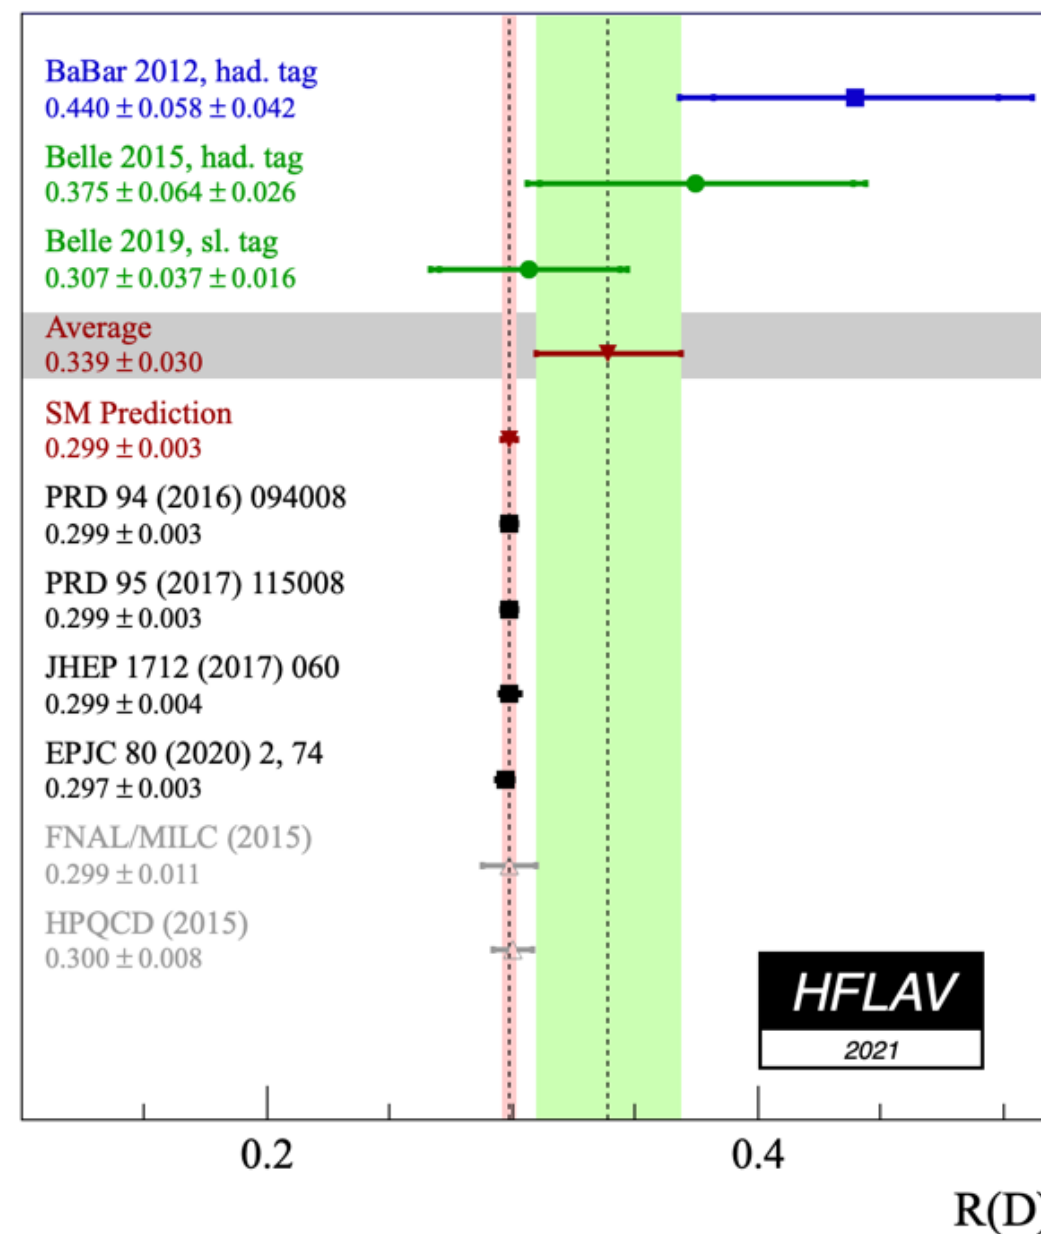 BaBar 2012, had. tag
0.440 ± 0.058 ± 0.042
Belle 2015, had. tag
0.375 ± 0.064 ± 0.026
Belle 2019, sl. tag
0.307 ± 0.037 ± 0.016
Average
0.339 ± 0.030
SM Prediction
0.299 ± 0.003
PRD 94 (2016) 094008
0.299 ± 0.003
PRD 95 (2017) 115008
0.299 ± 0.003
JHEP 1712 (2017) 060
0.299 ± 0.004
EPJC 80 (2020) 2, 74
0.297 ± 0.003
FNAL/MILC (2015)
0.299 ± 0.011
HPQCD (2015)
0.300 ± 0.008
HFLAV
2021
0.2 0.4
R(D)